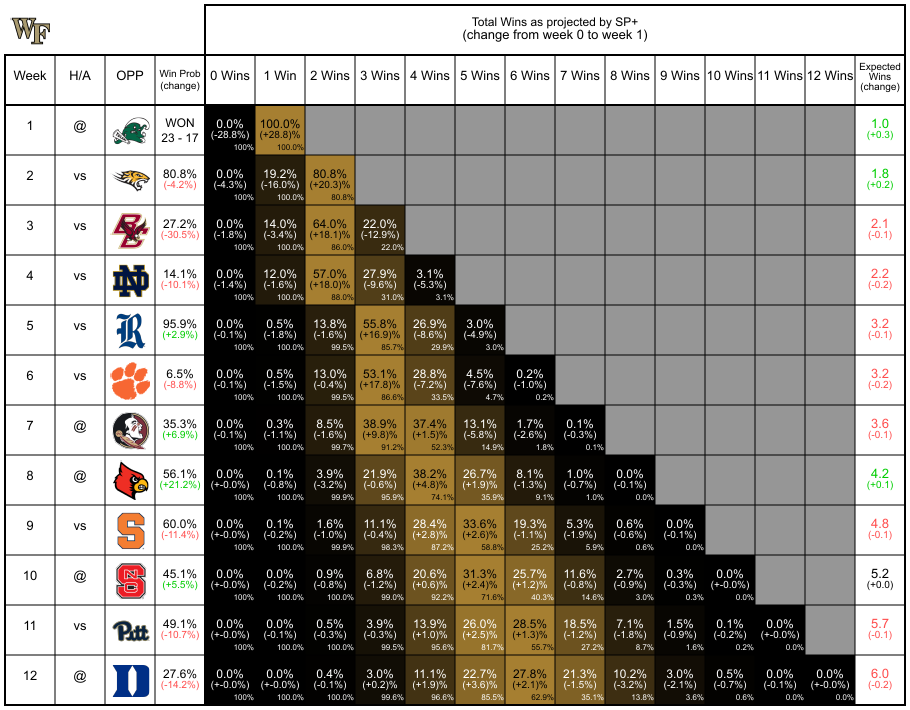 WF
Total Wins as projected by SP+
(change from week 0 to week 1)
Week H/A OPP Win Prob (change) 0 Wins 1 Win 2 Wins 3 Wins 4 Wins 5 Wins 6 Wins 7 Wins 8 Wins 9 Wins 10 Wins 11 Wins 12 Wins Expected Wins (change)
1 @ WON 0.0% 100.0% 1.0
23 - 17 (-28.8%) (+28.8)% (+0.3)
100% 100.0%
2 vs 80.8% 0.0% 19.2% 80.8% 1.8
(-4.2%) (-4.3%) (-16.0%) (+20.3)% (+0.2)
100% 100.0% 80.8%
3 vs BC 27.2% 0.0% 14.0% 64.0% 22.0% 2.1
(-30.5%) (-1.8%) (-3.4%) (+18.1)% (-12.9%) (-0.1)
100% 100.0% 86.0% 22.0%
4 vs ND 14.1% 0.0% 12.0% 57.0% 27.9% 3.1% 2.2
(-10.1%) (-1.4%) (-1.6%) (+18.0)% (-9.6%) (-5.3%) (-0.2)
100% 100.0% 88.0% 31.0% 3.1%
5 vs R 95.9% 0.0% 0.5% 13.8% 55.8% 26.9% 3.0% 3.2
(+2.9%) (-0.1%) (-1.8%) (-1.6%) (+16.9)% (-8.6%) (-4.9%) (-0.1)
100% 100.0% 99.5% 85.7% 29.9% 3.0%
6 vs 6.5% 0.0% 0.5% 13.0% 53.1% 28.8% 4.5% 0.2% 3.2
(-8.8%) (-0.1%) (-1.5%) (-0.4%) (+17.8)% (-7.2%) (-7.6%) (-1.0%) (-0.2)
100% 100.0% 99.5% 86.6% 33.5% 4.7% 0.2%
7 @ 35.3% 0.0% 0.3% 8.5% 38.9% 37.4% 13.1% 1.7% 0.1% 3.6
(+6.9%) (-0.1%) (-1.1%) (-1.6%) (+9.8)% (+1.5)% (-5.8%) (-2.6%) (-0.3%) (-0.1)
100% 100.0% 99.7% 91.2% 52.3% 14.9% 1.8% 0.1%
8 @ 56.1% 0.0% 0.1% 3.9% 21.9% 38.2% 26.7% 8.1% 1.0% 0.0% 4.2
(+21.2%) (+-0.0%) (-0.8%) (-3.2%) (-0.6%) (+4.8)% (+1.9)% (-1.3%) (-0.7%) (-0.1%) (+0.1)
100% 100.0% 99.9% 95.9% 74.1% 35.9% 9.1% 1.0% 0.0%
9 vs S 60.0% 0.0% 0.1% 1.6% 11.1% 28.4% 33.6% 19.3% 5.3% 0.6% 0.0% 4.8
(-11.4%) (+-0.0%) (-0.2%) (-1.0%) (-0.4%) (+2.8)% (+2.6)% (-1.1%) (-1.9%) (-0.6%) (-0.1%) (-0.1)
100% 100.0% 99.9% 98.3% 87.2% 58.8% 25.2% 5.9% 0.6% 0.0%
10 @ NCS 45.1% 0.0% 0.0% 0.9% 6.8% 20.6% 31.3% 25.7% 11.6% 2.7% 0.3% 0.0% 5.2
(+5.5%) (+-0.0%) (-0.2%) (-0.8%) (-1.2%) (+0.6)% (+2.4)% (+1.2)% (-0.8%) (-0.9%) (-0.3%) (+-0.0%) (+0.0)
100% 100.0% 100.0% 99.0% 92.2% 71.6% 40.3% 14.6% 3.0% 0.3% 0.0%
11 vs Pitt 49.1% 0.0% 0.0% 0.5% 3.9% 13.9% 26.0% 28.5% 18.5% 7.1% 1.5% 0.1% 0.0% 5.7
(-10.7%) (+-0.0%) (-0.1%) (-0.3%) (-0.3%) (+1.0)% (+2.5)% (+1.3)% (-1.2%) (-1.8%) (-0.9%) (-0.2%) (+-0.0%) (-0.1)
100% 100.0% 100.0% 99.5% 95.6% 81.7% 55.7% 27.2% 8.7% 1.6% 0.2% 0.0%
12 @ D 27.6% 0.0% 0.0% 0.4% 3.0% 11.1% 22.7% 27.8% 21.3% 10.2% 3.0% 0.5% 0.0% 0.0% 6.0
(-14.2%) (+-0.0%) (+-0.0%) (-0.1%) (+0.2)% (+1.9)% (+3.6)% (+2.1)% (-1.5%) (-3.2%) (-2.1%) (-0.7%) (-0.1%) (+-0.0%) (-0.2)
100% 100.0% 100.0% 99.6% 96.6% 85.5% 62.9% 35.1% 13.8% 3.6% 0.6% 0.0% 0.0%